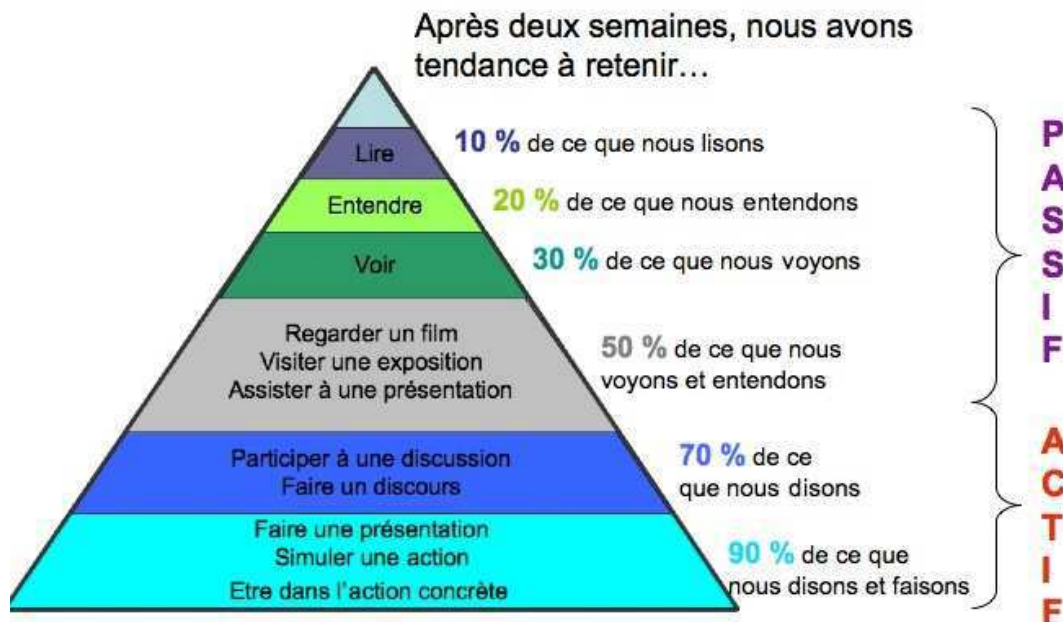 Après deux semaines, nous avons
tendance à retenir...
Lire
10 % de ce que nous lisons
Entendre
20 % de ce que nous entendons
Voir
30 % de ce que nous voyons
Regarder un film
Visiter une exposition
Assister à une présentation
50 % de ce que nous
voyons et entendons
Participer à une discussion
Faire un discours
70 % de ce
que nous disons
Faire une présentation
Simuler une action
Etre dans l'action concrète
90 % de ce que
nous disons et faisons
PASSIF
ACTIF